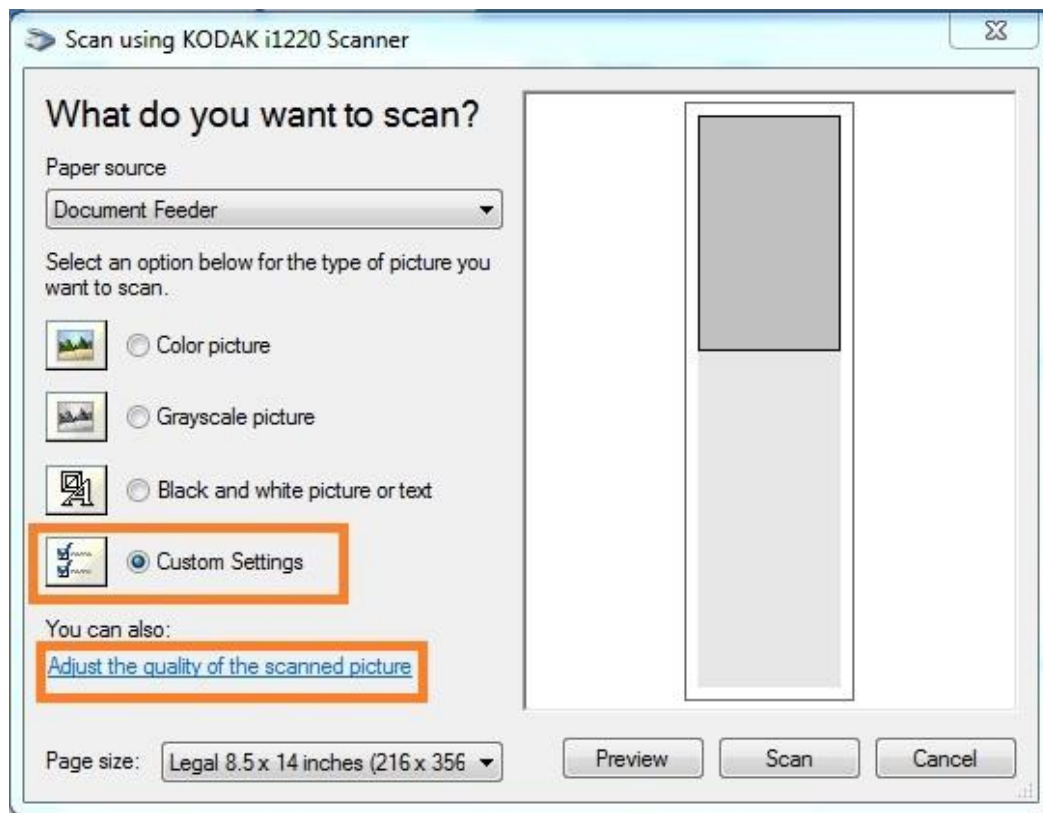 Scan using KODAK i1220 Scanner
What do you want to scan?
Paper source
Document Feeder
Select an option below for the type of picture you
want to scan.
Color picture
Grayscale picture
Black and white picture or text
Custom Settings
You can also:
Adjust the quality of the scanned picture
Page size: Legal 8.5 x 14 inches (216 x 356
Preview Scan Cancel